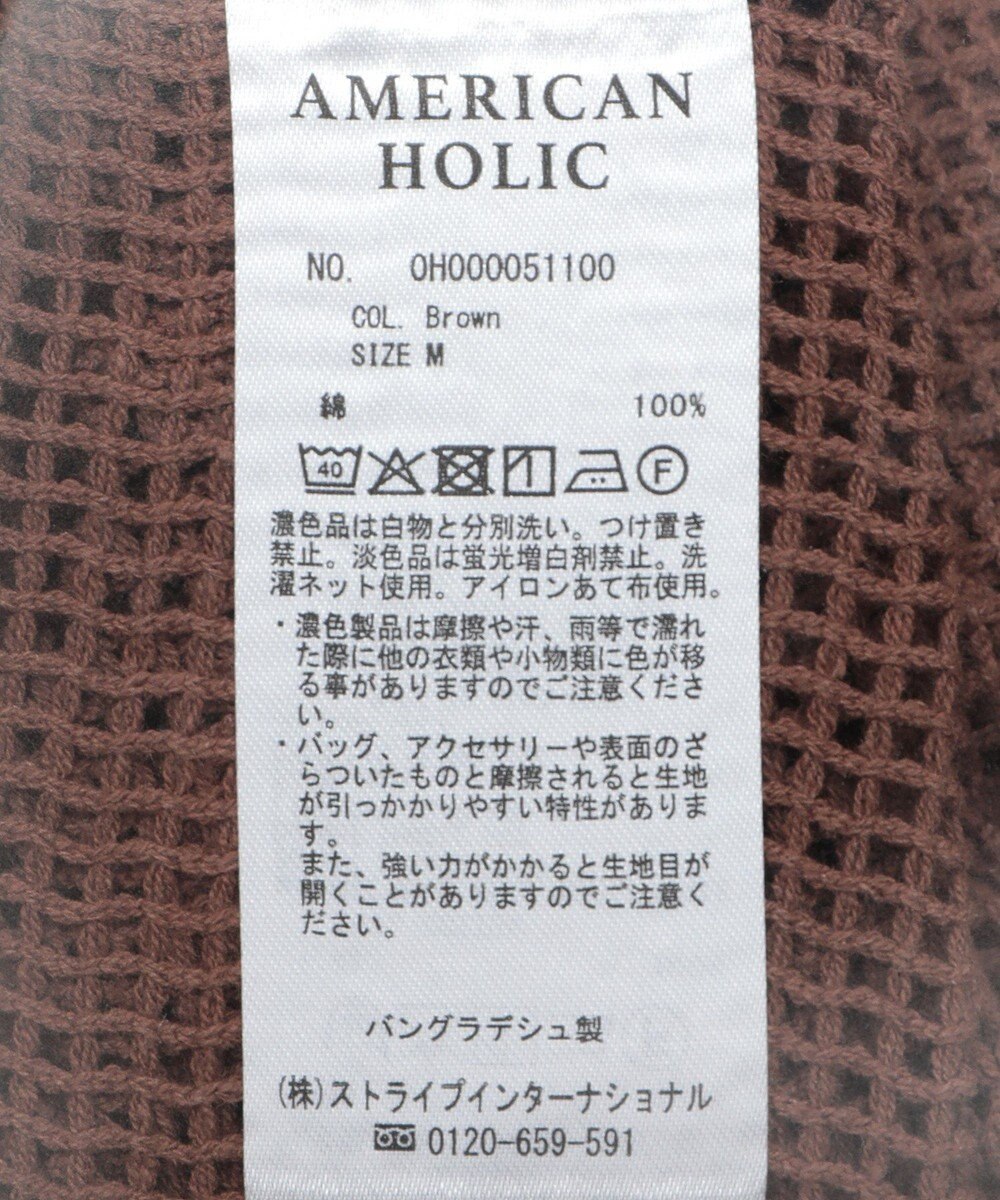 AMERICAN
HOLIC
NO. OH000051100
COL. Brown
SIZE M
綿 100%
40 F
濃色品は白物と分別洗い。つけ置き
禁止。淡色品は蛍光増白剤禁止。洗
濯ネット使用。アイロンあて布使用。
・濃色製品は摩擦や汗、雨等で濡れ
た際に他の衣類や小物類に色が移
る事がありますのでご注意くださ
い。
・バッグ、アクセサリーや表面のざ
らついたものと摩擦されると生地
が引っかかりやすい特性がありま
す。
また、強い力がかかると生地目が
開くことがありますのでご注意く
ださい。
バングラデシュ製
(株)ストライプインターナショナル
0120-659-591